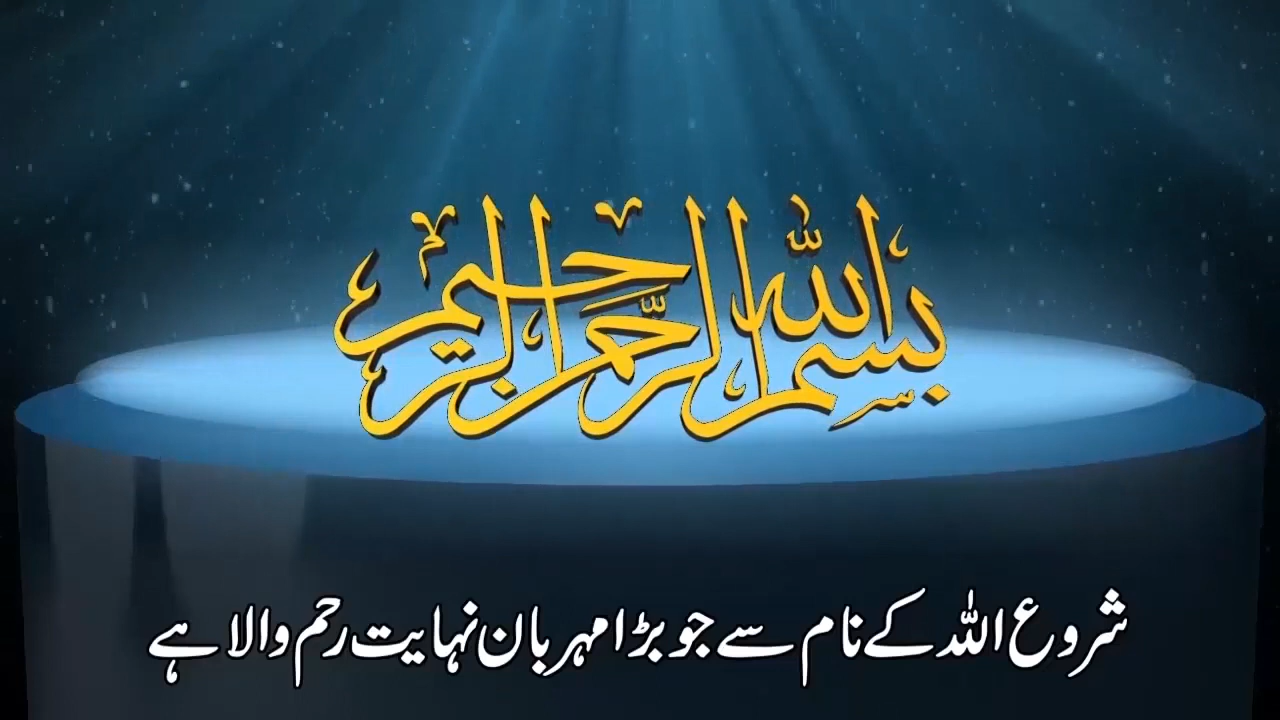 بسم الله الرحمن الرحيم
شروع اللہ کے نام سے جو بڑا مہربان نہایت رحم والا ہے